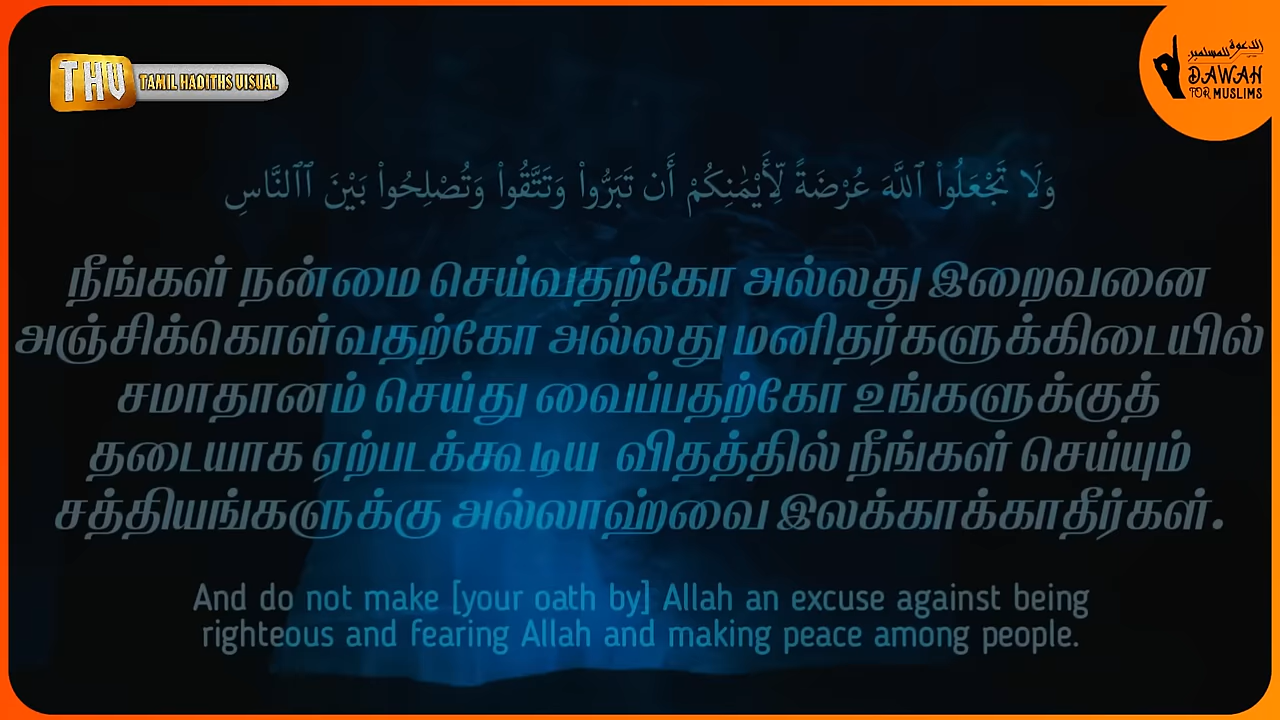 THV TAMIL HADITHS VISUAL
الدعوة للمسلمين
DAWAH
FOR MUSLIMS
وَلَا تَجْعَلُوا۟ ٱللَّهَ عُرْضَةً لِّأَيْمَـٰنِكُمْ أَن تَبَرُّوا۟ وَتَتَّقُوا۟ وَتُصْلِحُوا۟ بَيْنَ ٱلنَّاسِ
நீங்கள் நன்மை செய்வதற்கோ அல்லது இறைவனை
அஞ்சிக்கொள்வதற்கோ அல்லது மனிதர்களுக்கிடையில்
சமாதானம் செய்து வைப்பதற்கோ உங்களுக்குத்
தடையாக ஏற்படக்கூடிய விதத்தில் நீங்கள் செய்யும்
சத்தியங்களுக்கு அல்லாஹ்வை இலக்காக்காதீர்கள்.
And do not make [your oath by] Allah an excuse against being
righteous and fearing Allah and making peace among people.